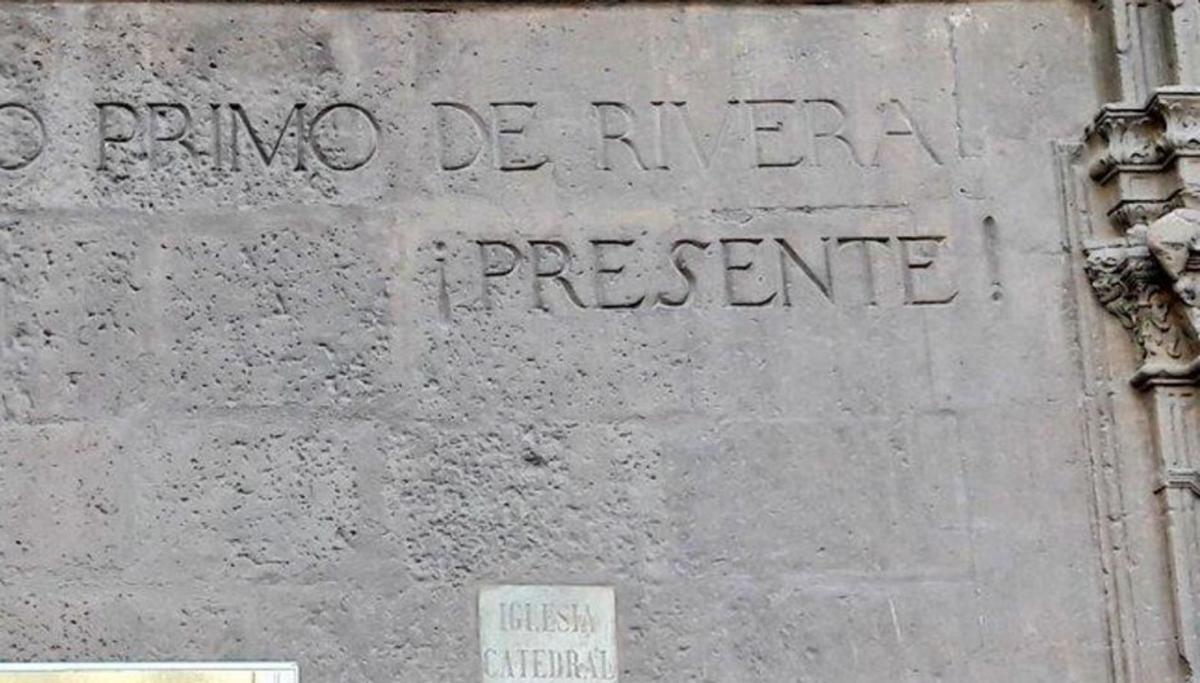 O PRIMO DE RIVERA
¡PRESENTE!
IGLESIA
CATEDRAL